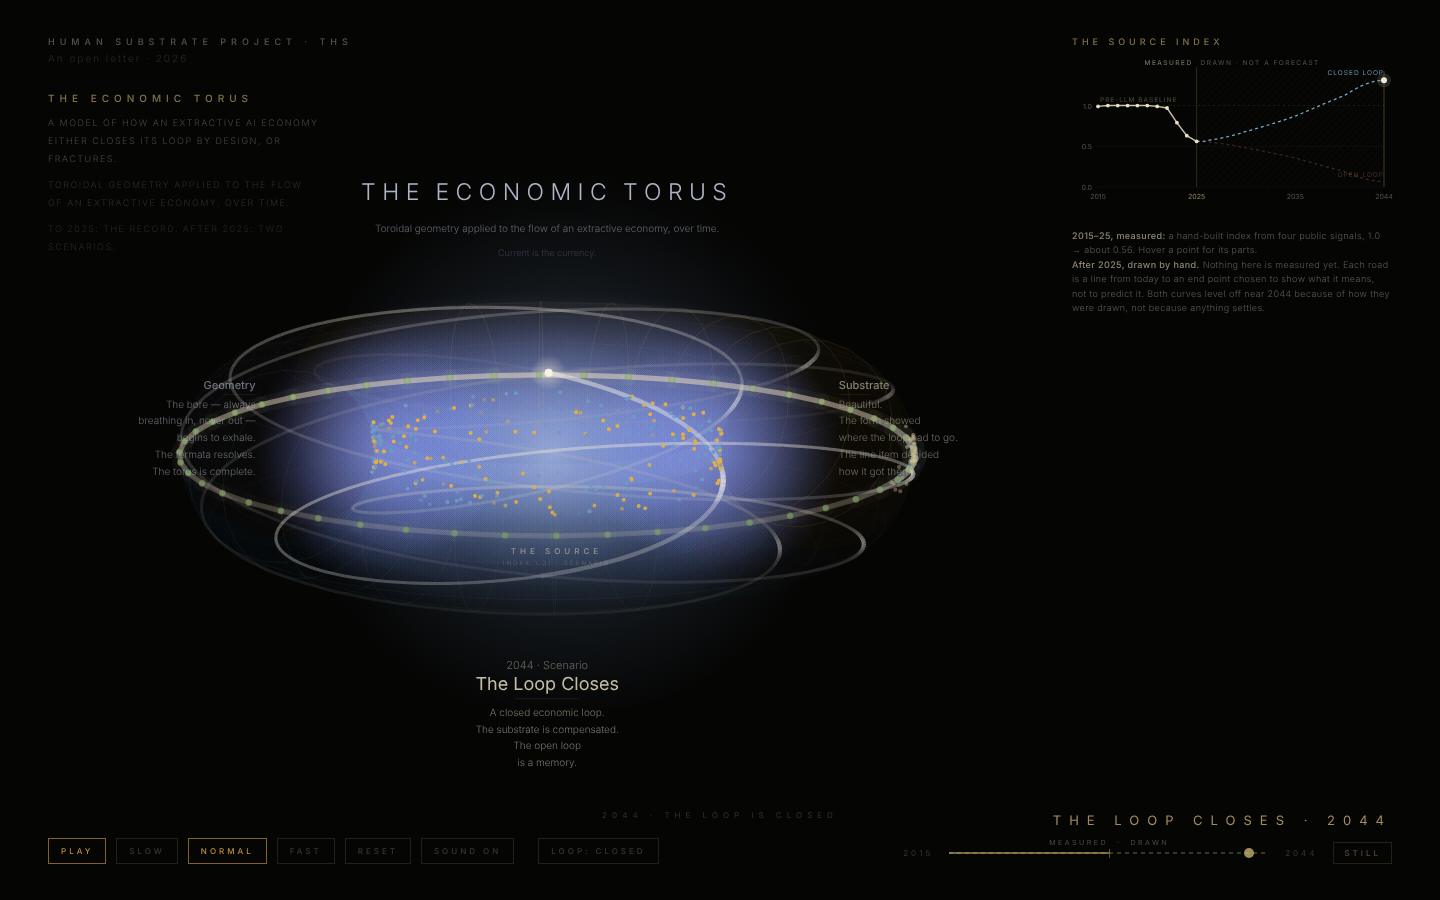 HUMAN SUBSTRATE PROJECT · THS
An open letter · 2026
THE ECONOMIC TORUS
A MODEL OF HOW AN EXTRACTIVE AI ECONOMY
EITHER CLOSES ITS LOOP BY DESIGN, OR
FRACTURES.
TOROIDAL GEOMETRY APPLIED TO THE FLOW
OF AN EXTRACTIVE ECONOMY, OVER TIME.
TO 2025: THE RECORD. AFTER 2025: TWO
SCENARIOS.
THE ECONOMIC TORUS
Toroidal geometry applied to the flow of an extractive economy, over time.
Current is the currency.
THE SOURCE INDEX
MEASURED DRAWN · NOT A FORECAST
CLOSED LOOP
PRE-LLM BASELINE
1.0
0.5
OPEN LOOP
0.0
2015 2025 2035 2044
2015–25, measured: a hand-built index from four public signals, 1.0
→ about 0.56. Hover a point for its parts.
After 2025, drawn by hand. Nothing here is measured yet. Each road
is a line from today to an end point chosen to show what it means,
not to predict it. Both curves level off near 2044 because of how they
were drawn, not because anything settles.
Geometry
The bore — always
breathing in, never out —
begins to exhale.
The fermata resolves.
The torus is complete.
Substrate
Beautiful.
The form showed
where the loop had to go.
The line item decided
how it got there.
THE SOURCE
2044 · Scenario
The Loop Closes
A closed economic loop.
The substrate is compensated.
The open loop
is a memory.
2044 · THE LOOP IS CLOSED
PLAY SLOW NORMAL FAST RESET SOUND ON LOOP: CLOSED
THE LOOP CLOSES · 2044
MEASURED · DRAWN
2015 2044 STILL